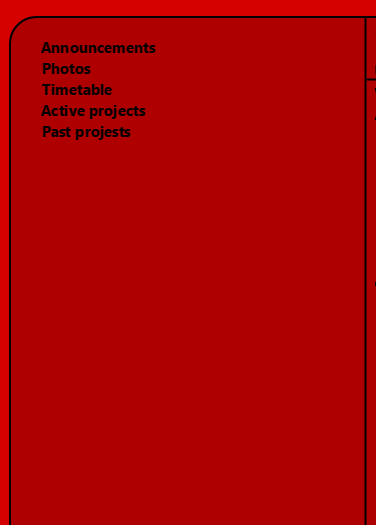 Announcements
Photos
Timetable
Active projects
Past projests